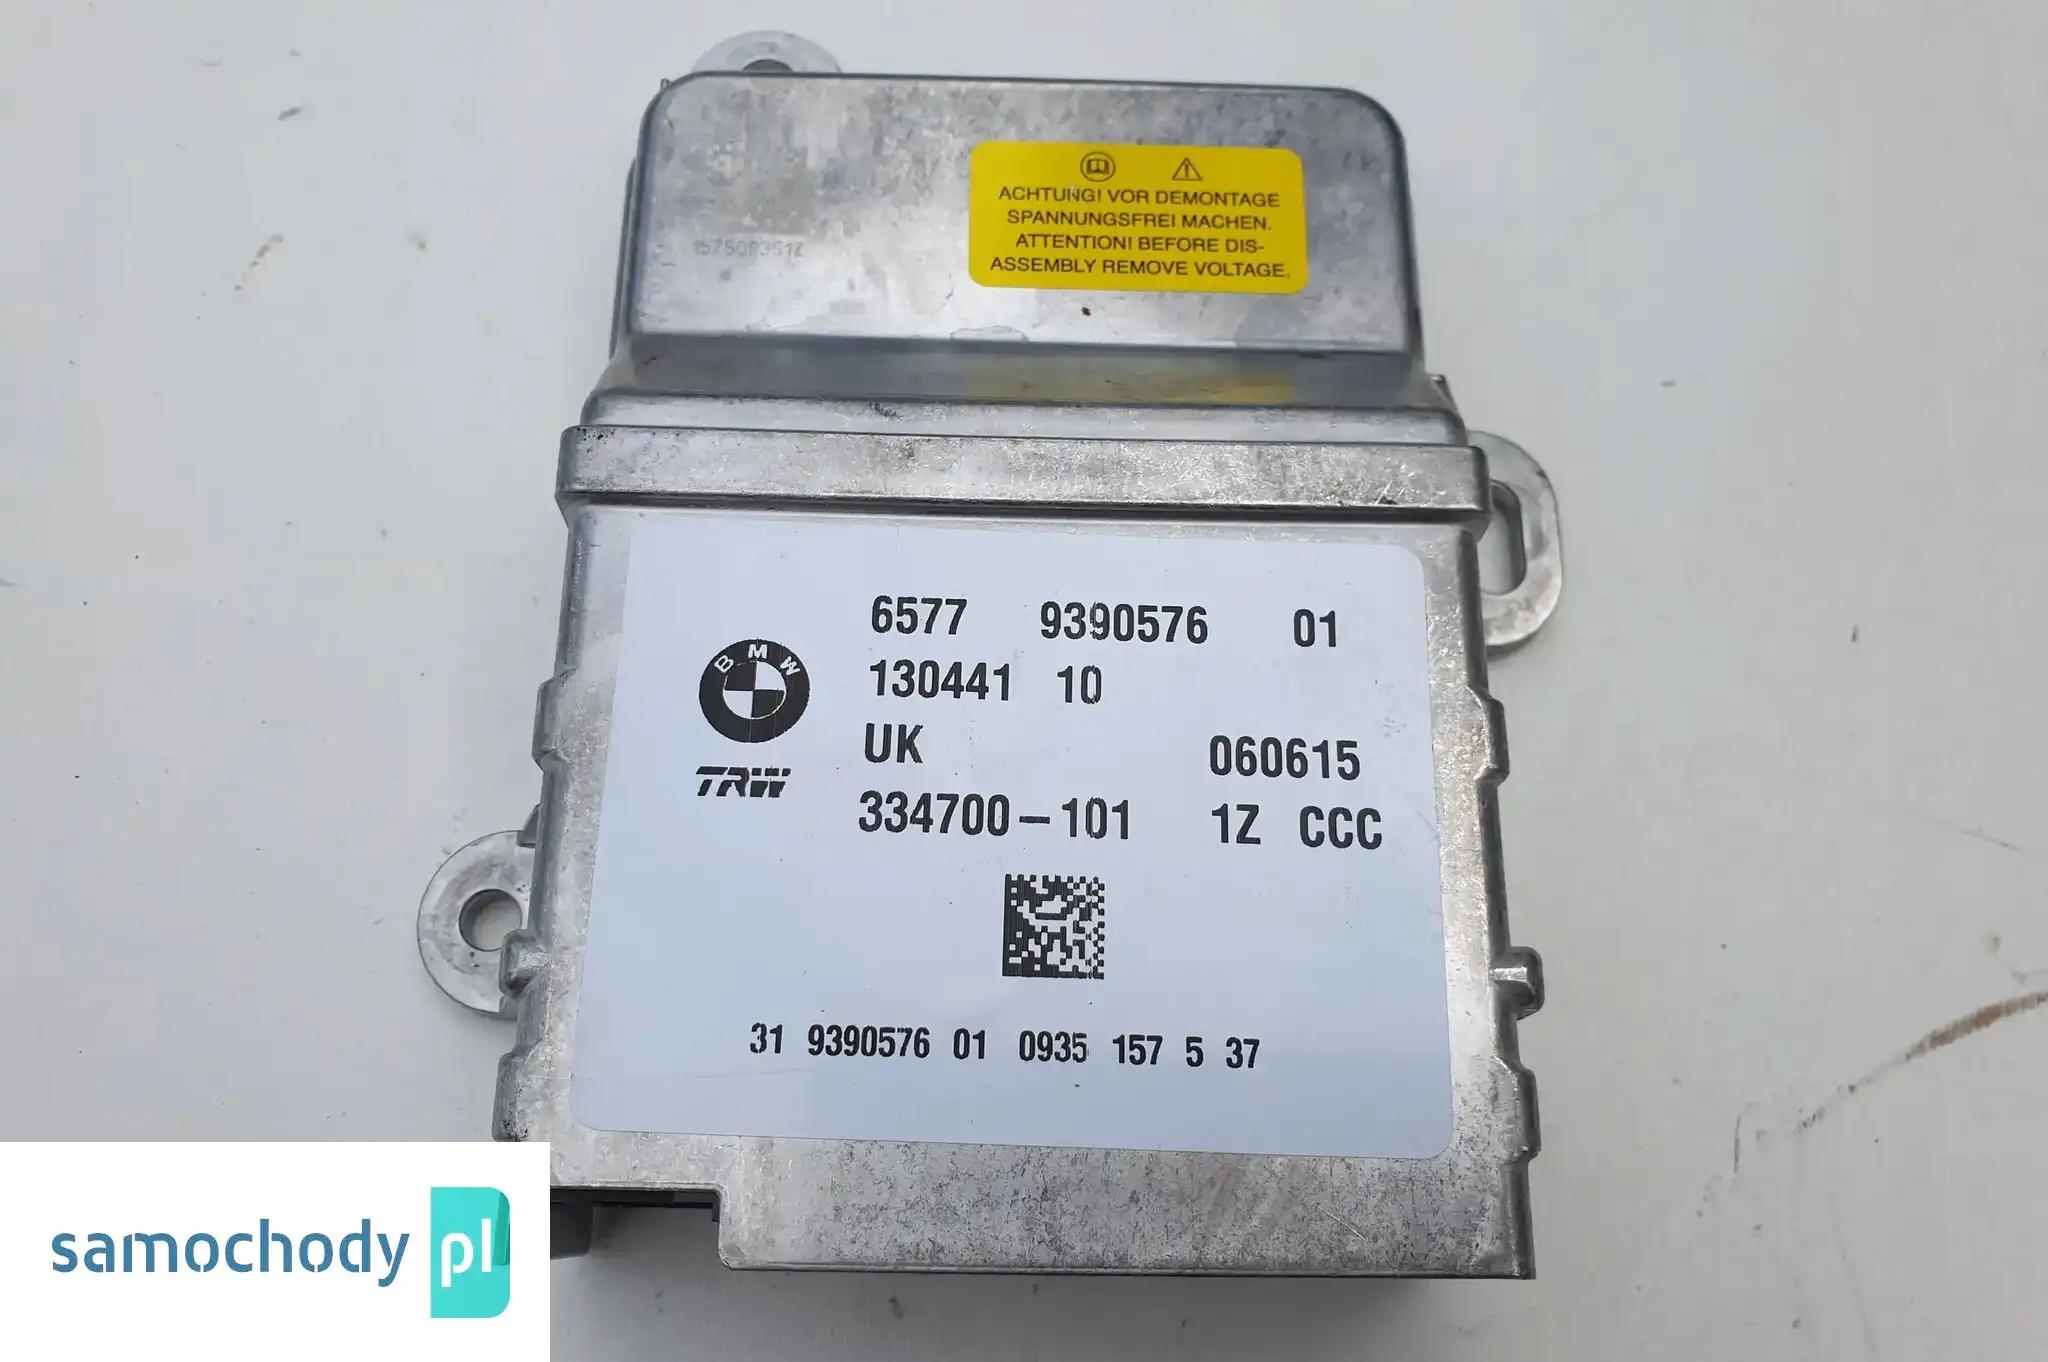 ACHTUNG! VOR DEMONTAGE
SPANNUNGSFREI MACHEN.
ATTENTION! BEFORE DIS-
ASSEMBLY REMOVE VOLTAGE.
6577 9390576 01
BMW
130441 10
UK 060615
TRW
334700-101 1Z CCC
31 9390576 01 0935 157 5 37
samochody pl